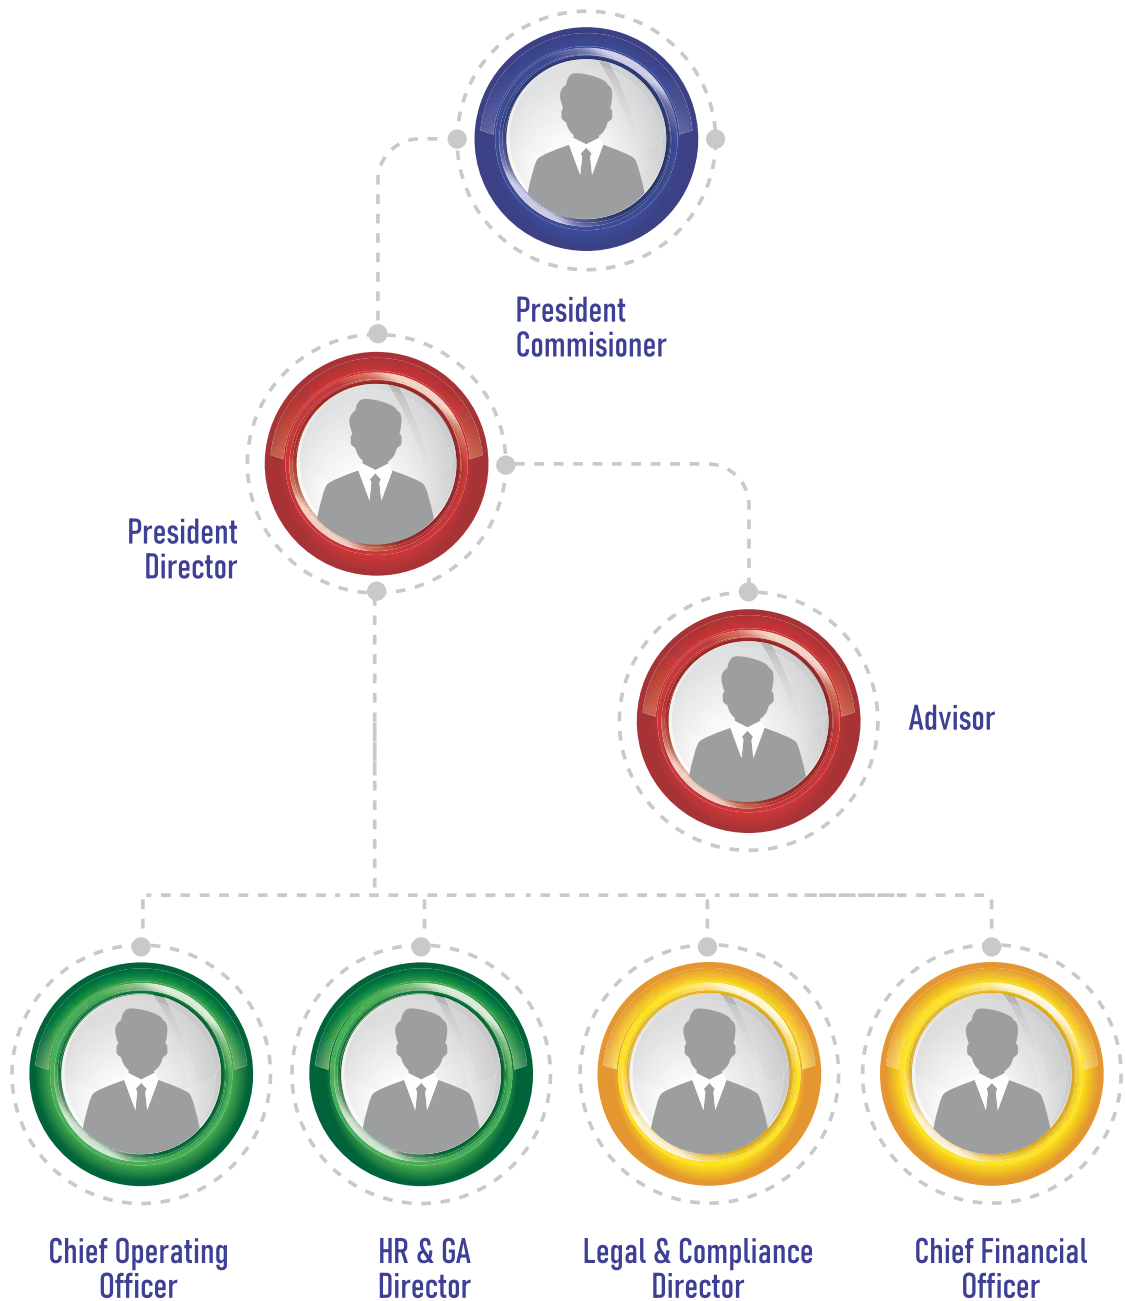 President
Commisioner
President
Director
Advisor
Chief Operating
Officer
HR & GA
Director
Legal & Compliance
Director
Chief Financial
Officer